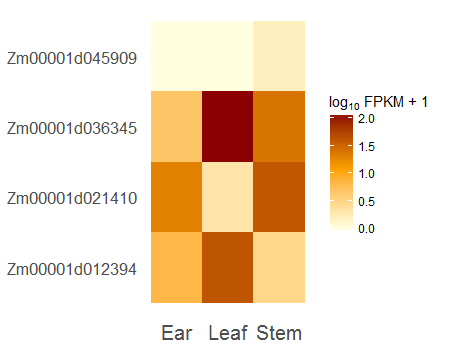 Zm00001d045909
Zm00001d036345
Zm00001d021410
Zm00001d012394
Ear Leaf Stem
log₁₀ FPKM + 1
2.0
1.5
1.0
0.5
0.0